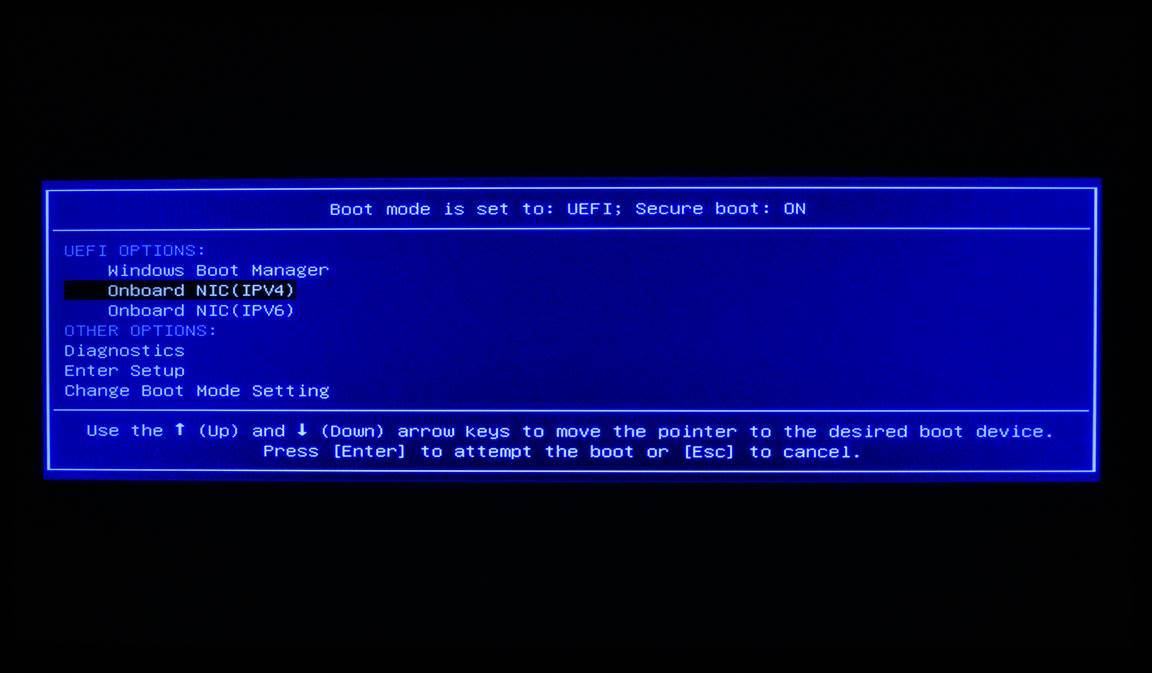 Boot mode is set to: UEFI; Secure boot: ON
UEFI OPTIONS:
Windows Boot Manager
Onboard NIC(IPV4)
Onboard NIC(IPV6)
OTHER OPTIONS:
Diagnostics
Enter Setup
Change Boot Mode Setting
Use the ↑ (Up) and ↓ (Down) arrow keys to move the pointer to the desired boot device.
Press [Enter] to attempt the boot or [Esc] to cancel.